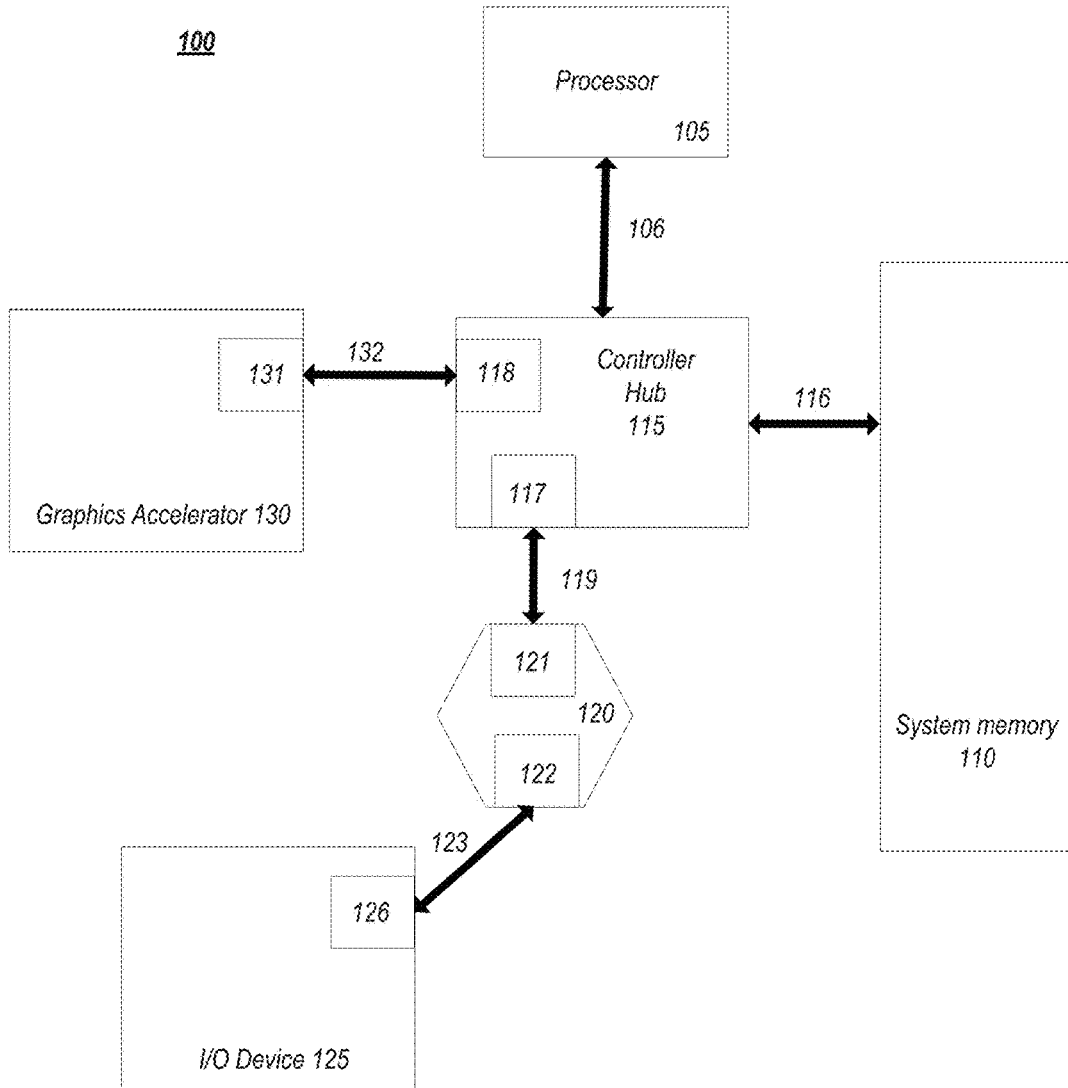 100
Processor
105
106
132
131
118
Controller
Hub
115
116
117
Graphics Accelerator 130
119
121
120
122
System memory
110
123
126
I/O Device 125